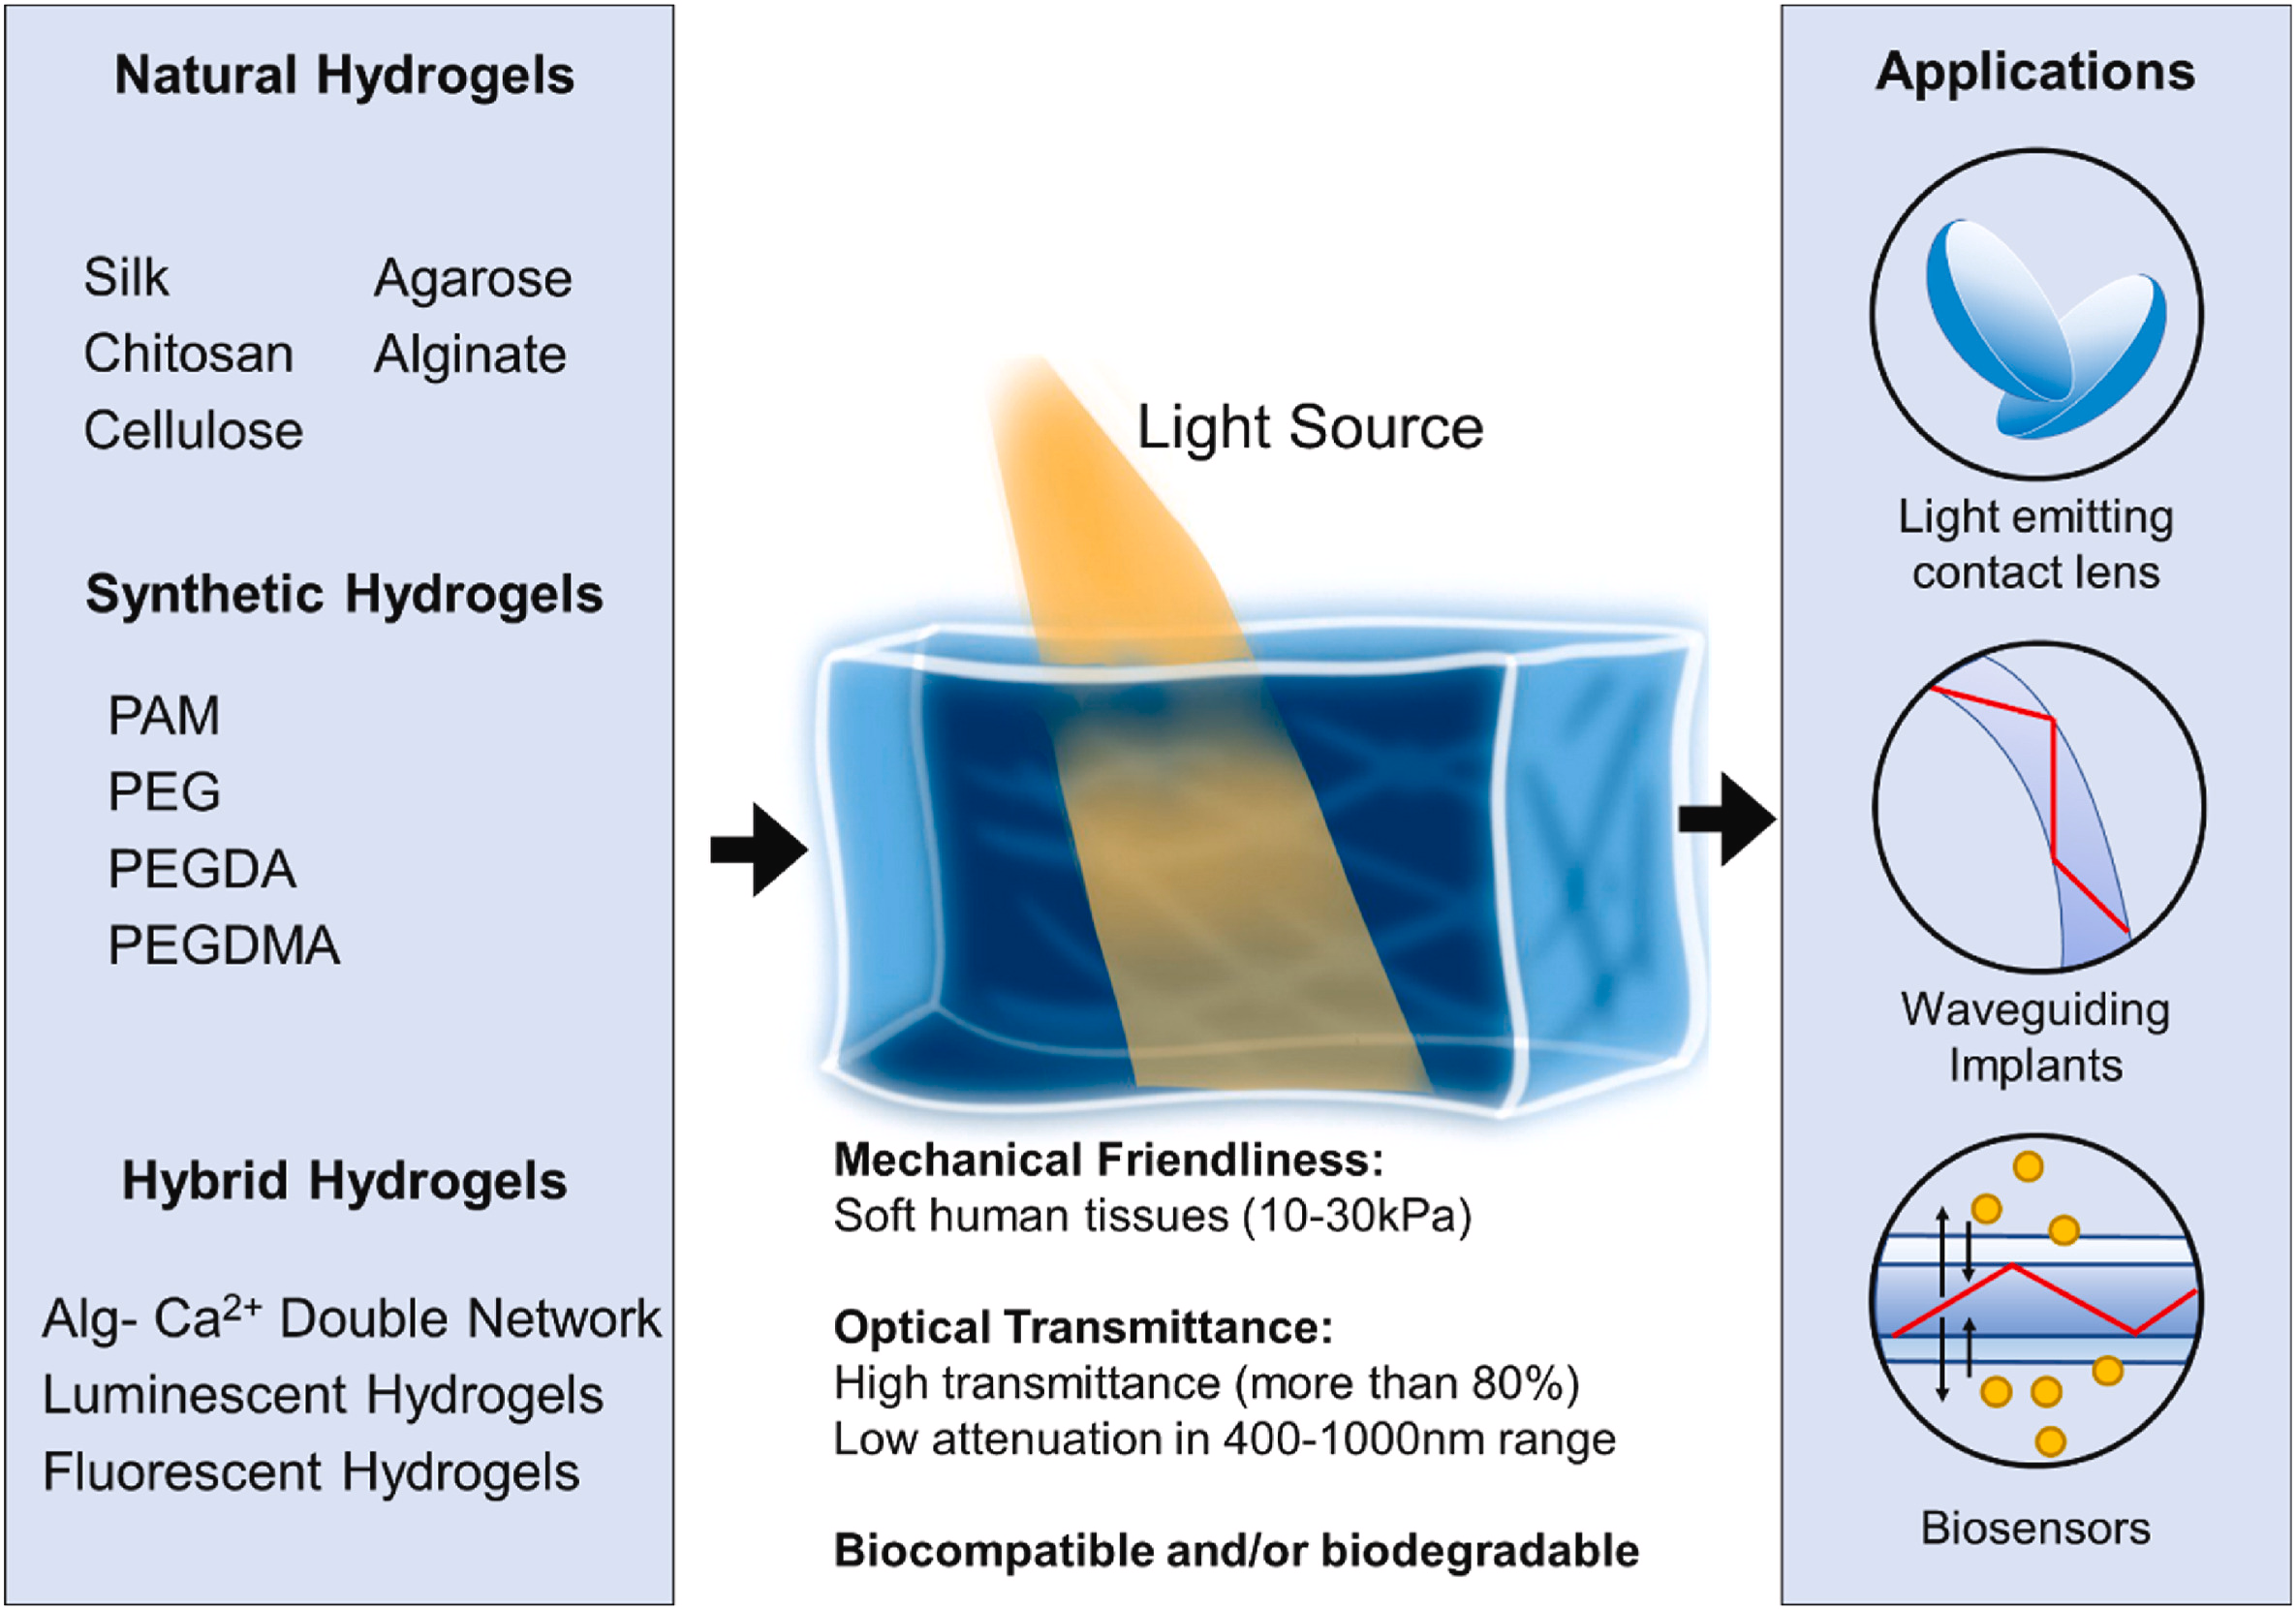 Natural Hydrogels
Silk
Chitosan
Cellulose
Agarose
Alginate
Synthetic Hydrogels
PAM
PEG
PEGDA
PEGDMA
Hybrid Hydrogels
Alg- Ca²⁺ Double Network
Luminescent Hydrogels
Fluorescent Hydrogels
Light Source
Mechanical Friendliness:
Soft human tissues (10-30kPa)
Optical Transmittance:
High transmittance (more than 80%)
Low attenuation in 400-1000nm range
Biocompatible and/or biodegradable
Applications
Light emitting
contact lens
Waveguiding
Implants
Biosensors